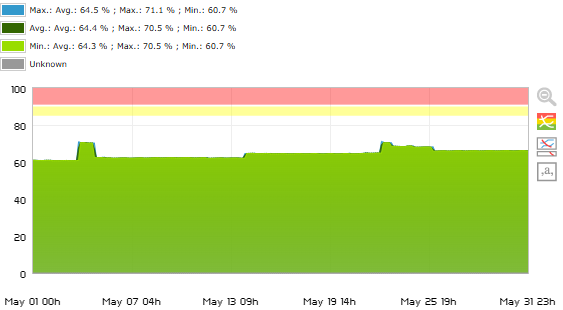 Max.: Avg.: 64.5 % ; Max.: 71.1 % ; Min.: 60.7 %
Avg.: Avg.: 64.4 % ; Max.: 70.5 % ; Min.: 60.7 %
Min.: Avg.: 64.3 % ; Max.: 70.5 % ; Min.: 60.7 %
Unknown
100
80
60
40
20
0
May 01 00h May 07 04h May 13 09h May 19 14h May 25 19h May 31 23h
,a,